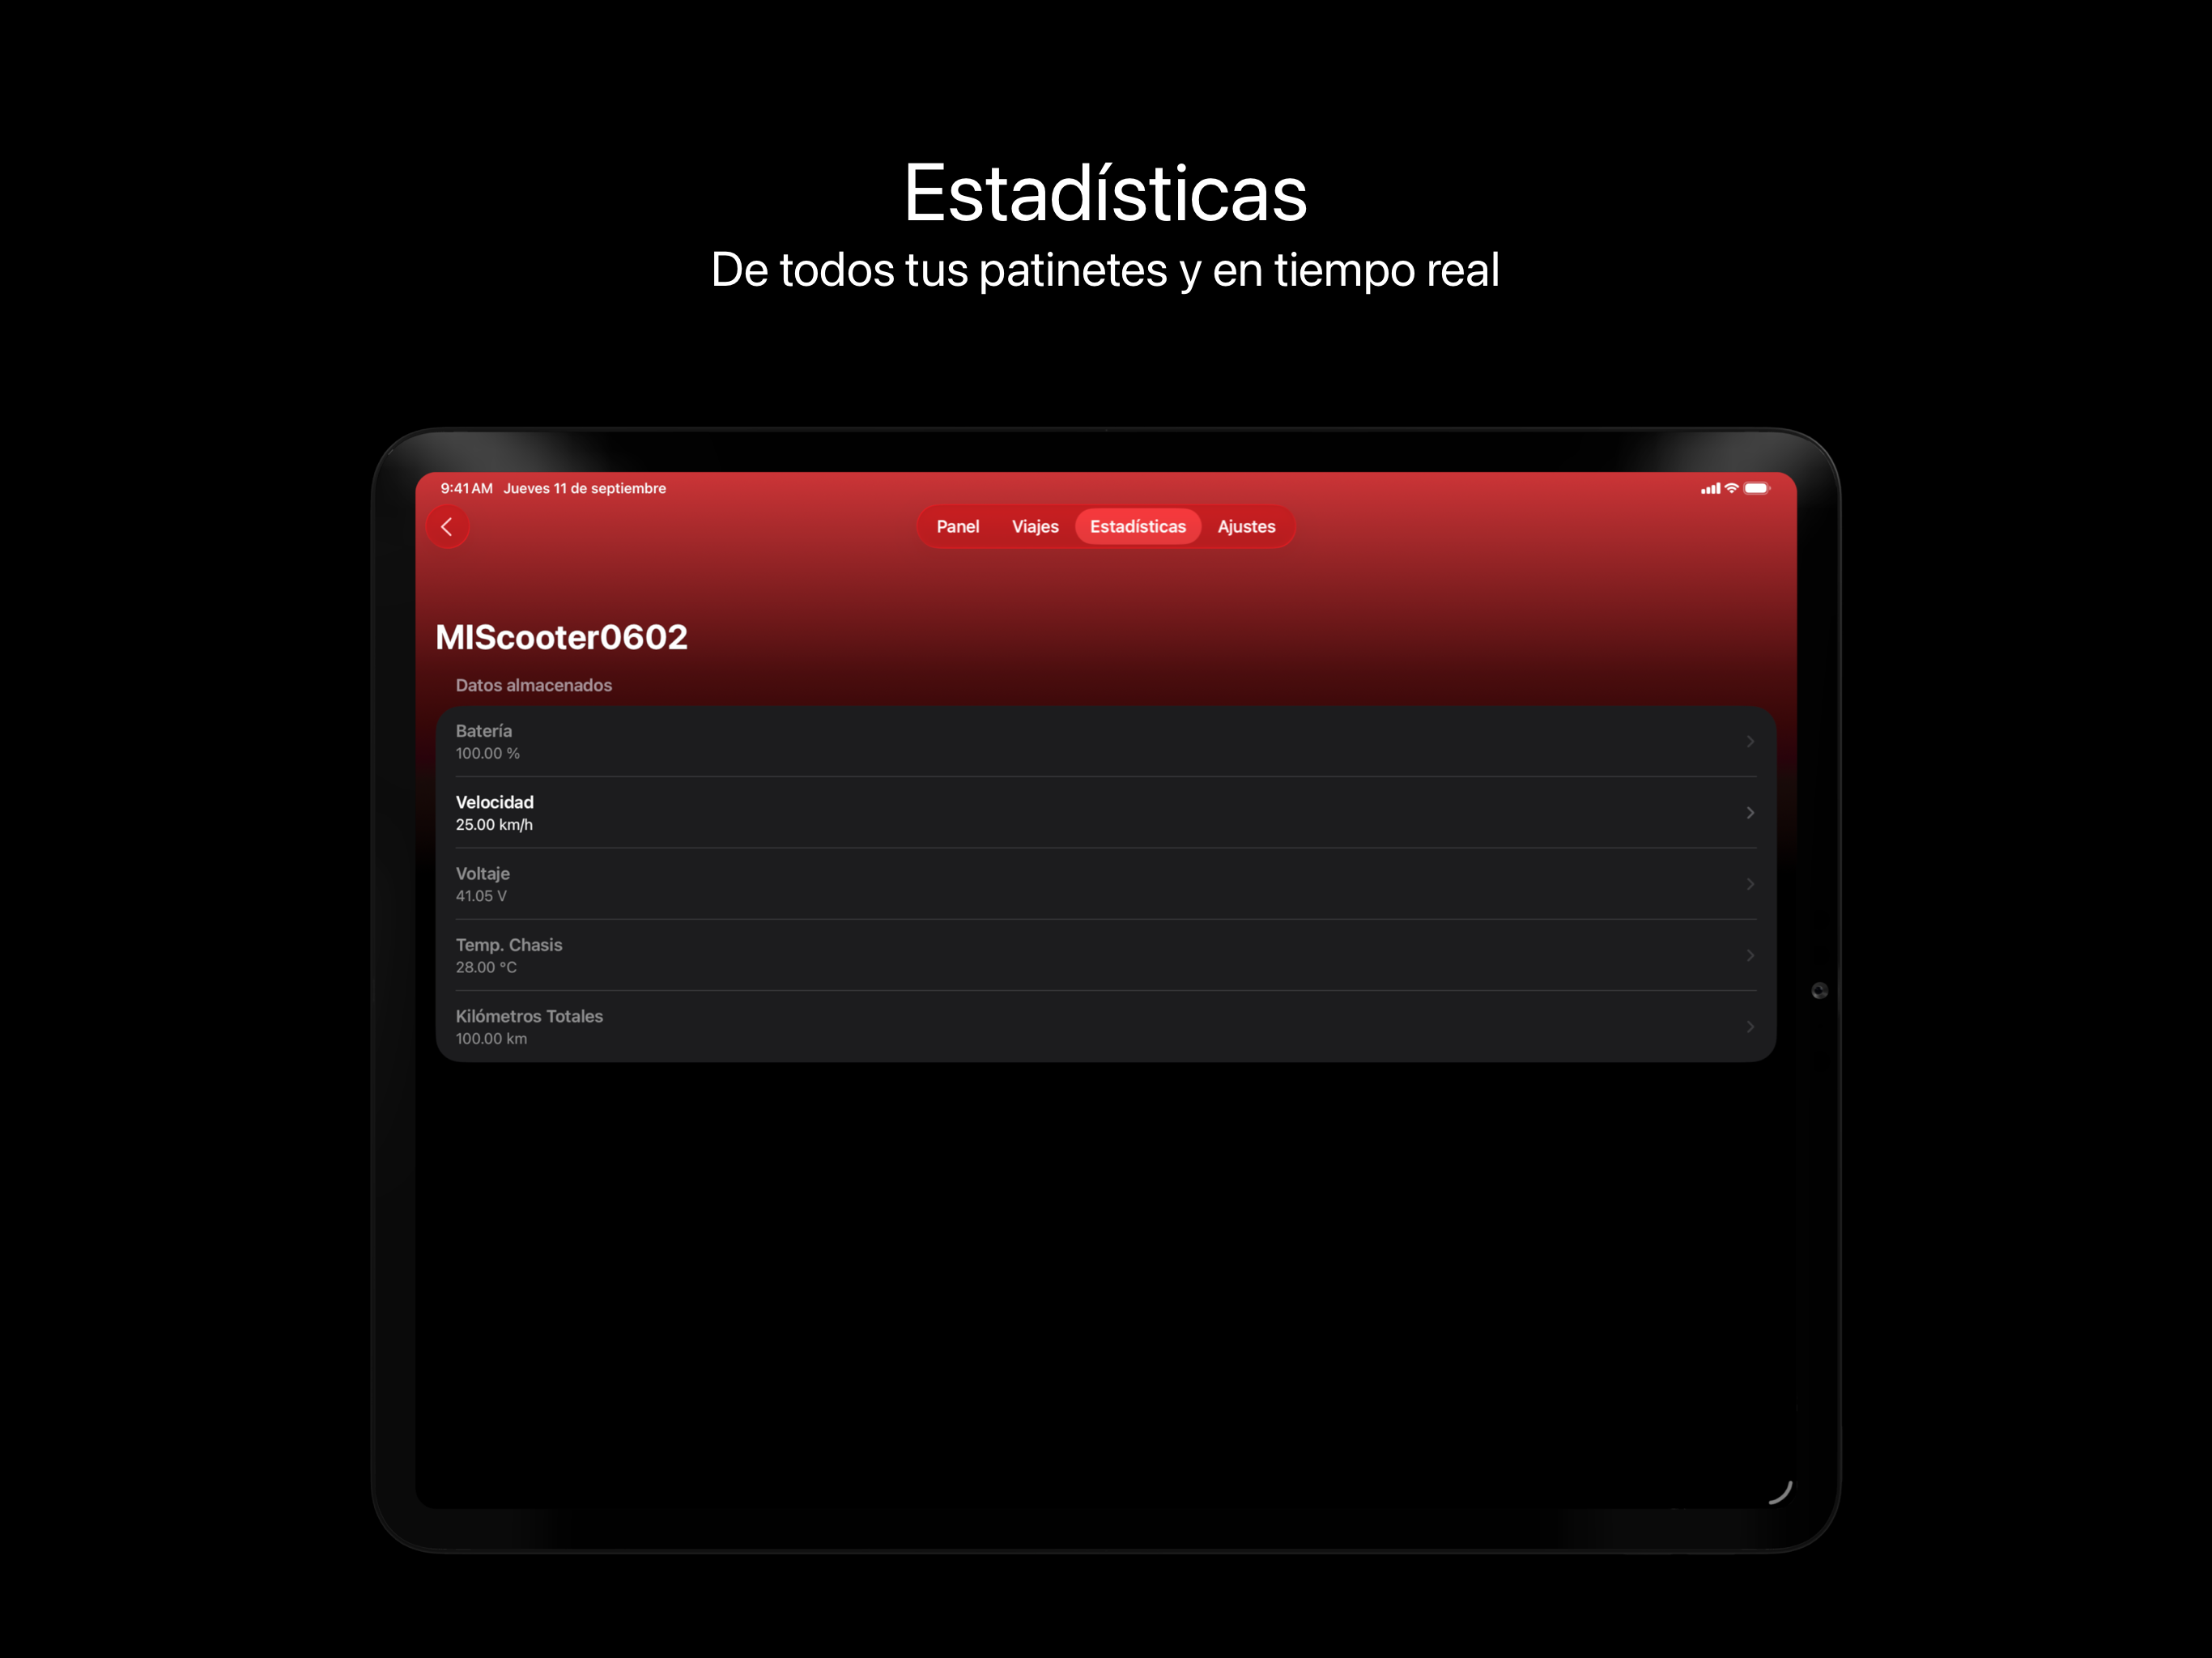 Estadísticas
De todos tus patinetes y en tiempo real
9:41 AM Jueves 11 de septiembre
Panel Viajes Estadísticas Ajustes
MIScooter0602
Datos almacenados
Batería
100.00 %
Velocidad
25.00 km/h
Voltaje
41.05 V
Temp. Chasis
28.00 °C
Kilómetros Totales
100.00 km